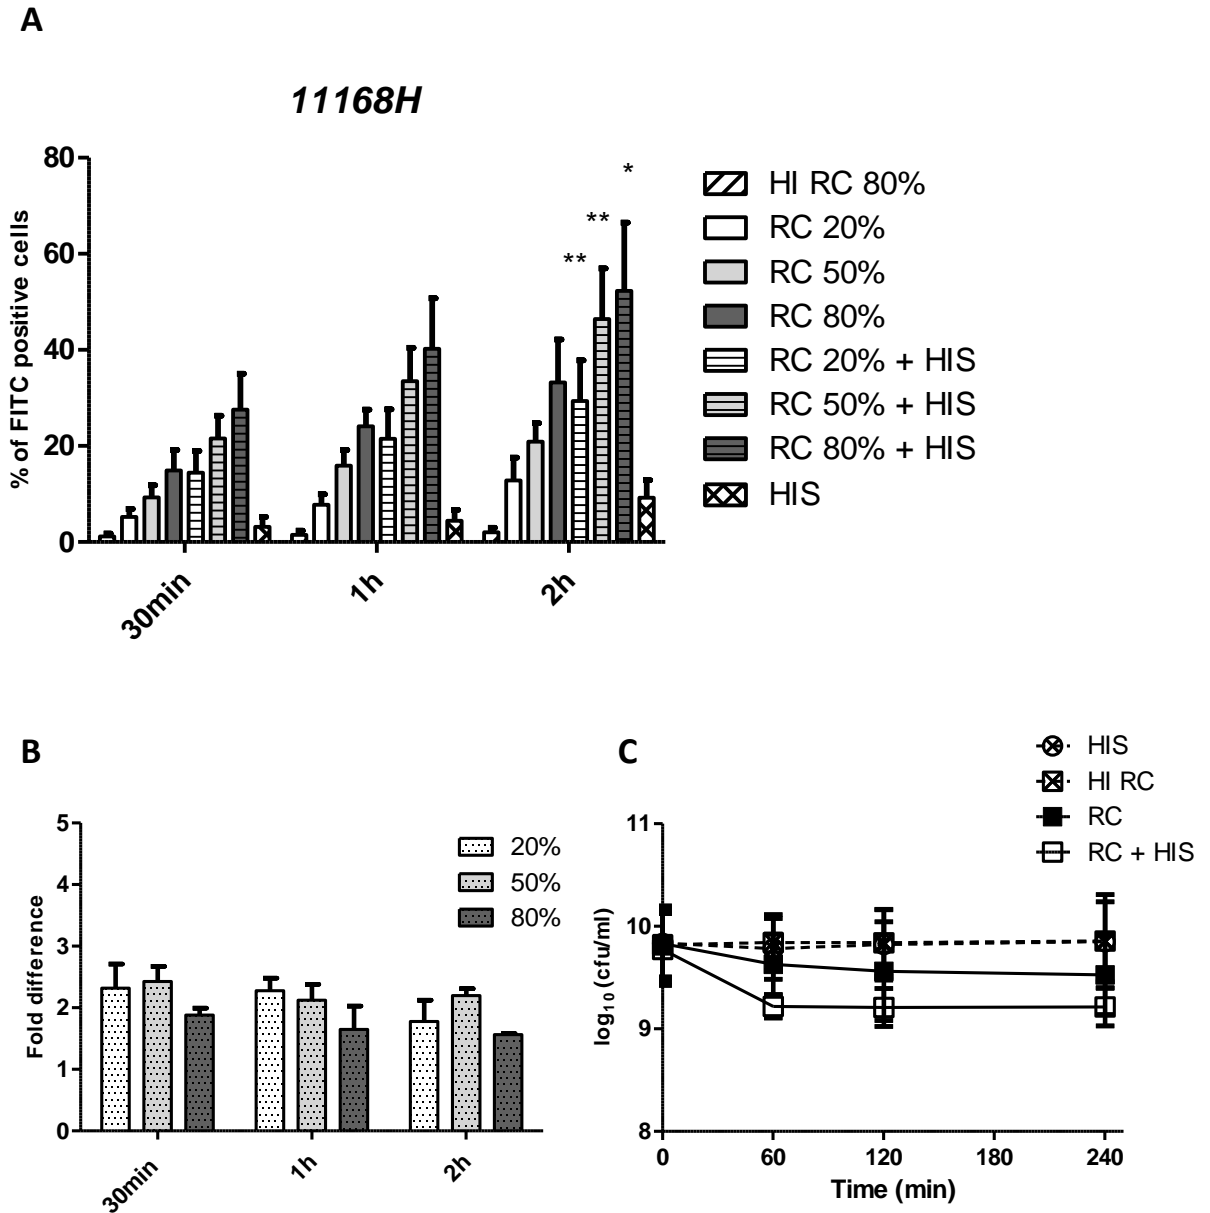 A
11168H
% of FITC positive cells
80
60
40
20
0
*
**
**
30min
1h
2h
HI RC 80%
RC 20%
RC 50%
RC 80%
RC 20% + HIS
RC 50% + HIS
RC 80% + HIS
HIS
B
Fold difference
5
4
3
2
1
0
20%
50%
80%
30min
1h
2h
C
HIS
HI RC
RC
RC + HIS
log10 (cfu/ml)
11
10
9
8
0 60 120 180 240
Time (min)